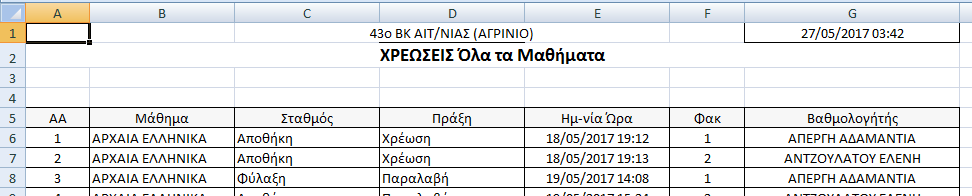 A B C D E F G
1 43ο ΒΚ ΑΙΤ/ΝΙΑΣ (ΑΓΡΙΝΙΟ) 27/05/2017 03:42
2 ΧΡΕΩΣΕΙΣ Όλα τα Μαθήματα
3
4
5 ΑΑ Μάθημα Σταθμός Πράξη Ημ-νία Ώρα Φακ Βαθμολογητής
6 1 ΑΡΧΑΙΑ ΕΛΛΗΝΙΚΑ Αποθήκη Χρέωση 18/05/2017 19:12 1 ΑΠΕΡΓΗ ΑΔΑΜΑΝΤΙΑ
7 2 ΑΡΧΑΙΑ ΕΛΛΗΝΙΚΑ Αποθήκη Χρέωση 18/05/2017 19:13 2 ΑΝΤΖΟΥΛΑΤΟΥ ΕΛΕΝΗ
8 3 ΑΡΧΑΙΑ ΕΛΛΗΝΙΚΑ Φύλαξη Παραλαβή 19/05/2017 14:08 1 ΑΠΕΡΓΗ ΑΔΑΜΑΝΤΙΑ